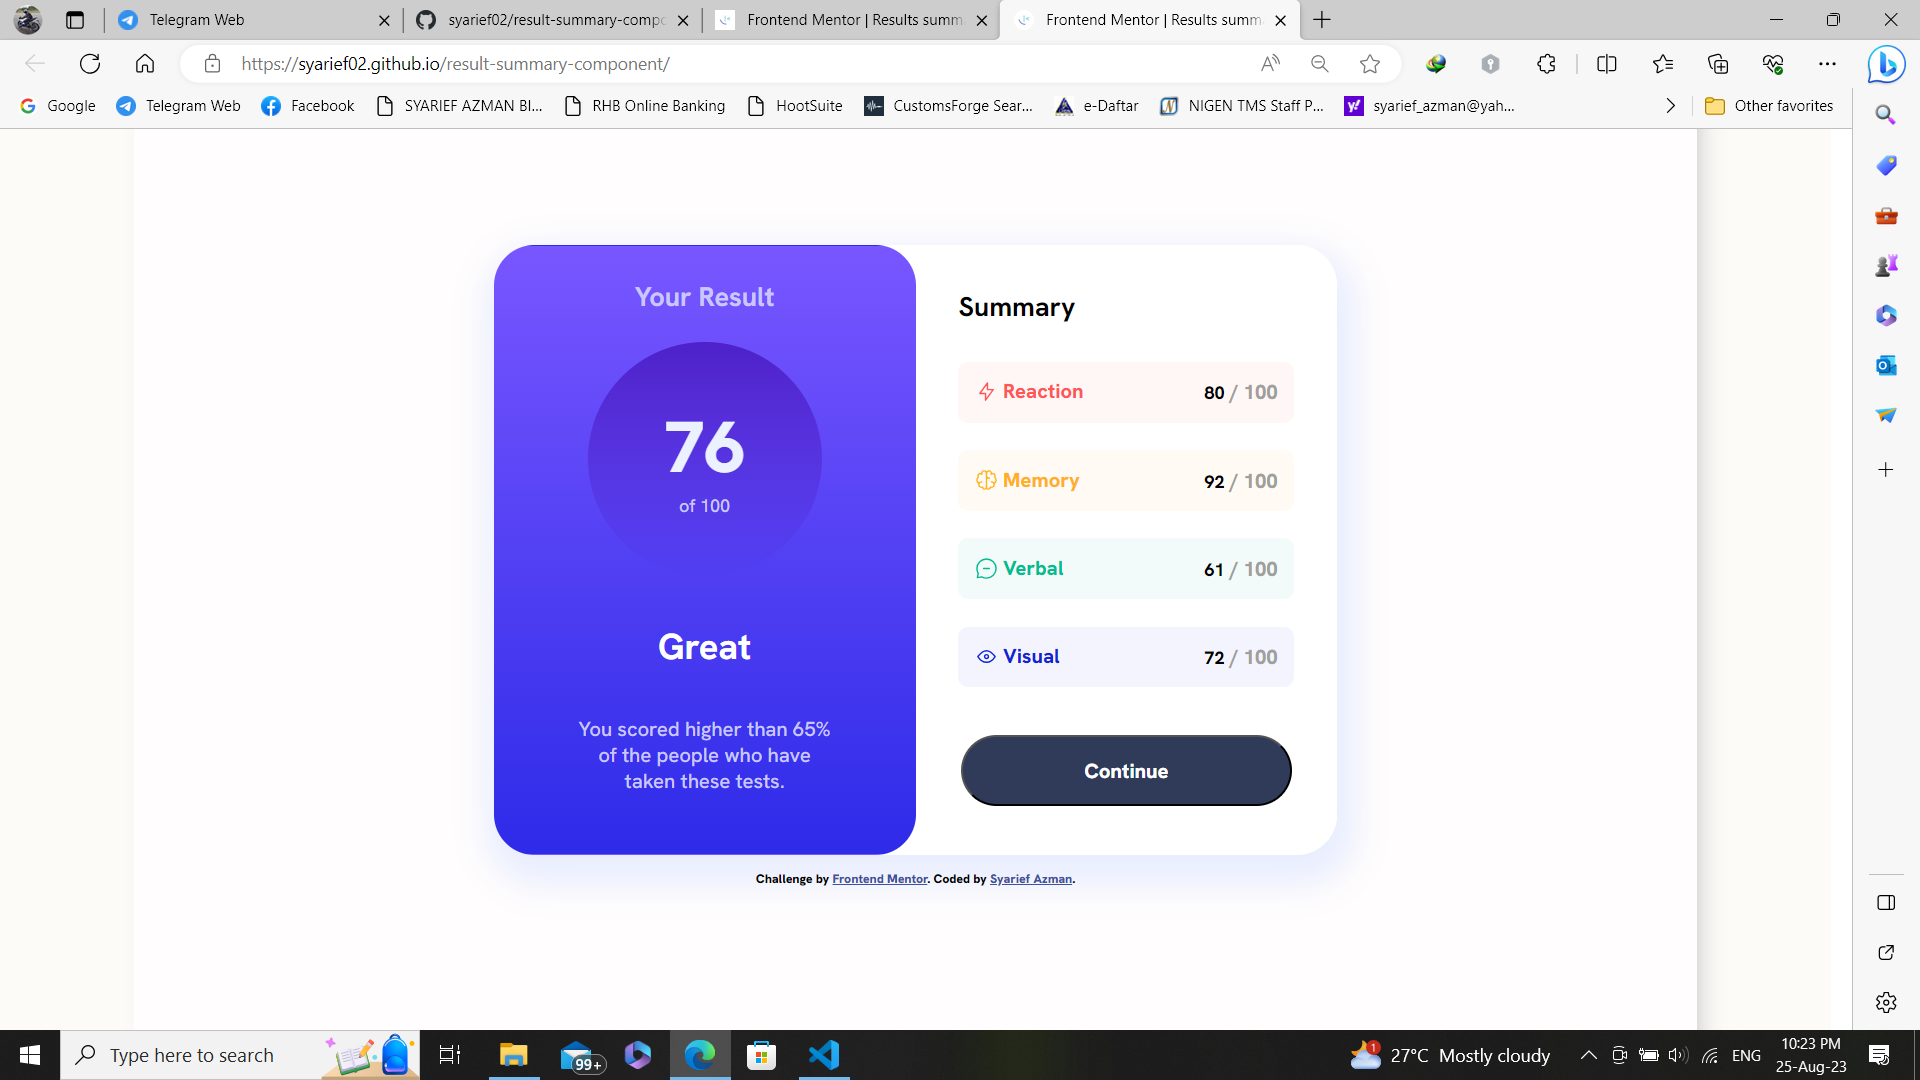 Telegram Web
syarief02/result-summary-compo
Frontend Mentor | Results summ
Frontend Mentor | Results summ
https://syarief02.github.io/result-summary-component/
Google
Telegram Web
Facebook
SYARIEF AZMAN BI...
RHB Online Banking
HootSuite
CustomsForge Sear...
e-Daftar
NIGEN TMS Staff P...
syarief_azman@yah...
Other favorites
Your Result
76
of 100
Great
You scored higher than 65%
of the people who have
taken these tests.
Summary
Reaction 80 / 100
Memory 92 / 100
Verbal 61 / 100
Visual 72 / 100
Continue
Challenge by Frontend Mentor. Coded by Syarief Azman.
Type here to search
99+
1
27°C Mostly cloudy
ENG
10:23 PM
25-Aug-23